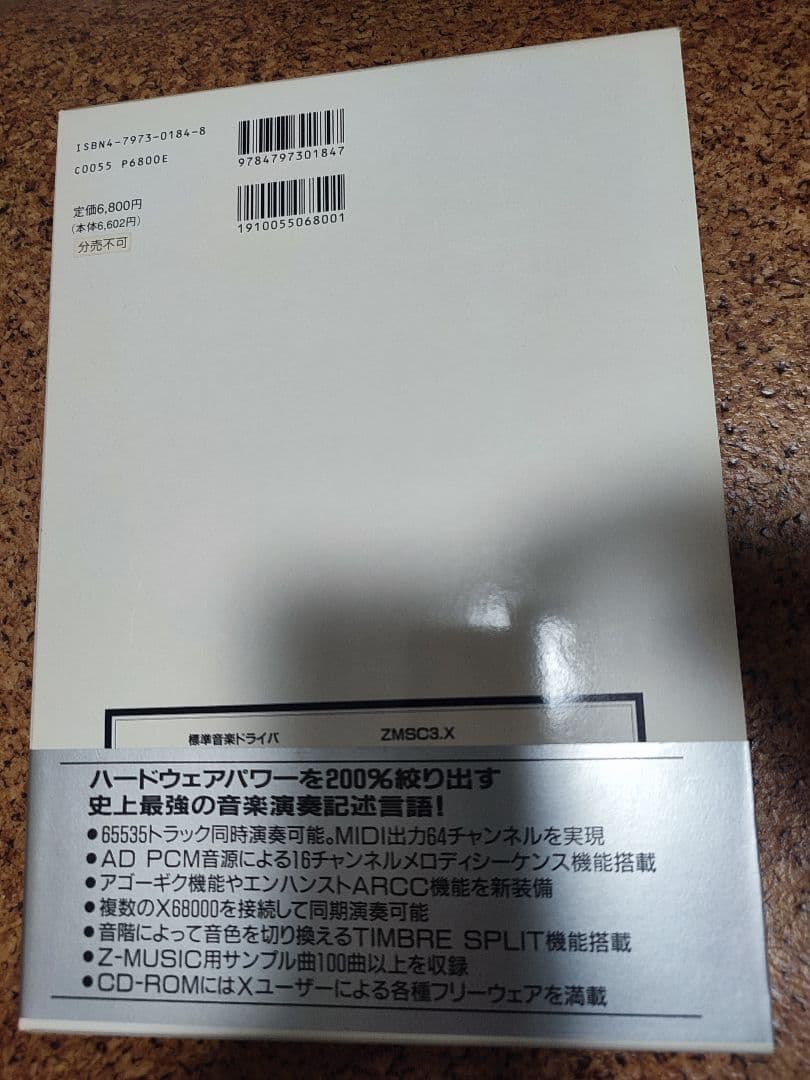 ISBN4-7973-0184-8
C0055 P6800E
9784797301847
定価6,800円
(本体6,602円)
分売不可
1910055068001
標準音楽ドライバ ZMSC3.X
ハードウェアパワーを200%絞り出す
史上最強の音楽演奏記述言語!
●65535トラック同時演奏可能。MIDI出力64チャンネルを実現
●AD PCM音源による16チャンネルメロディシーケンス機能搭載
●アゴーギク機能やエンハンストARCC機能を新装備
●複数のX68000を接続して同期演奏可能
●音階によって音色を切り換えるTIMBRE SPLIT機能搭載
●Z-MUSIC用サンプル曲100曲以上を収録
●CD-ROMにはXユーザーによる各種フリーウェアを満載